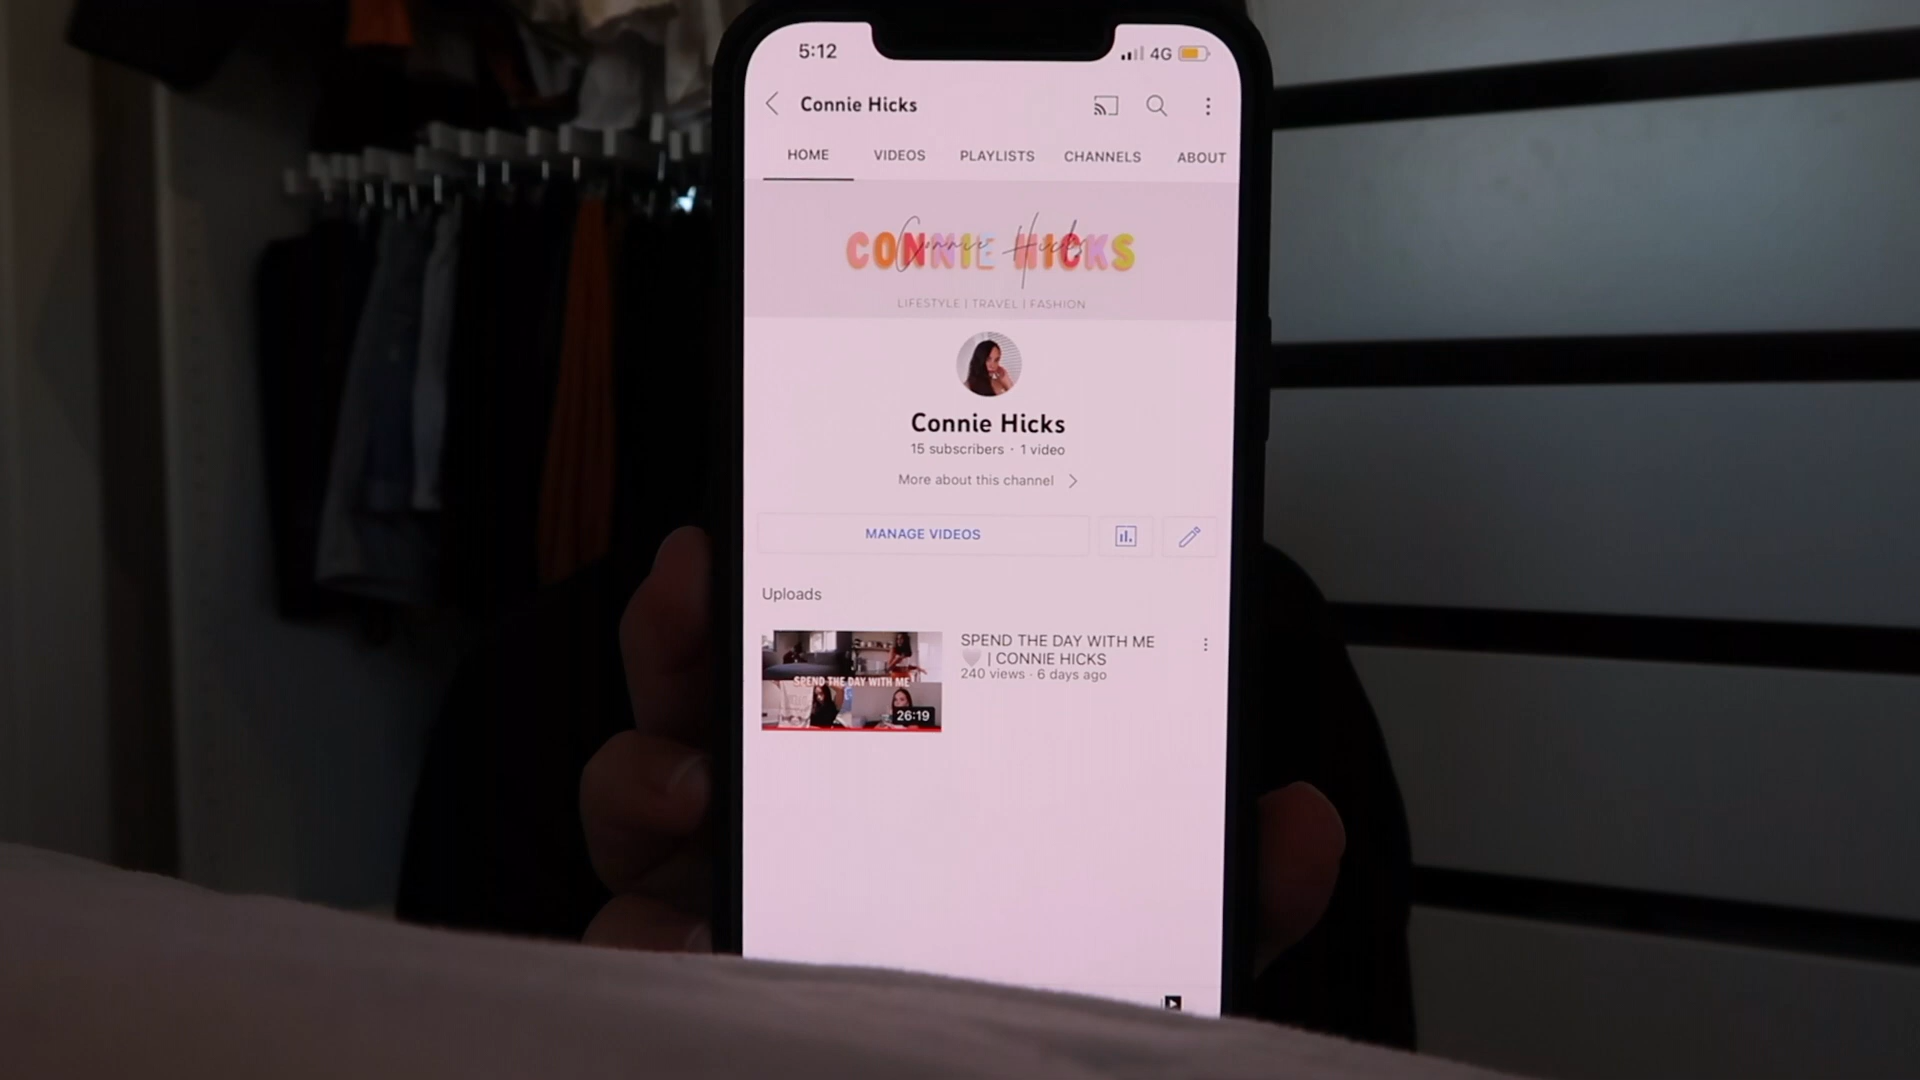 5:12
4G
Connie Hicks
HOME VIDEOS PLAYLISTS CHANNELS ABOUT
CONNIE HICKS
Connie Hicks
LIFESTYLE | TRAVEL | FASHION
Connie Hicks
15 subscribers · 1 video
More about this channel
MANAGE VIDEOS
Uploads
SPEND THE DAY WITH ME
26:19
SPEND THE DAY WITH ME
🤍 | CONNIE HICKS
240 views · 6 days ago